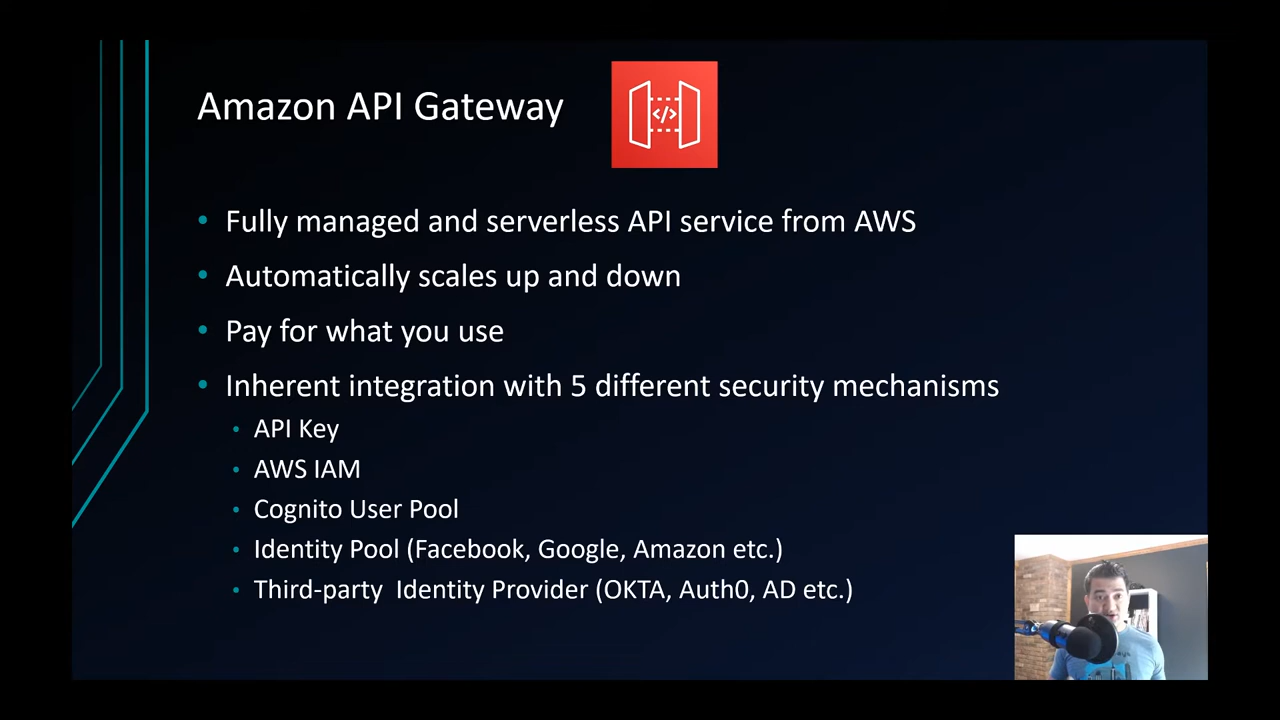 Amazon API Gateway
</>
Fully managed and serverless API service from AWS
Automatically scales up and down
Pay for what you use
Inherent integration with 5 different security mechanisms
API Key
AWS IAM
Cognito User Pool
Identity Pool (Facebook, Google, Amazon etc.)
Third-party Identity Provider (OKTA, Auth0, AD etc.)